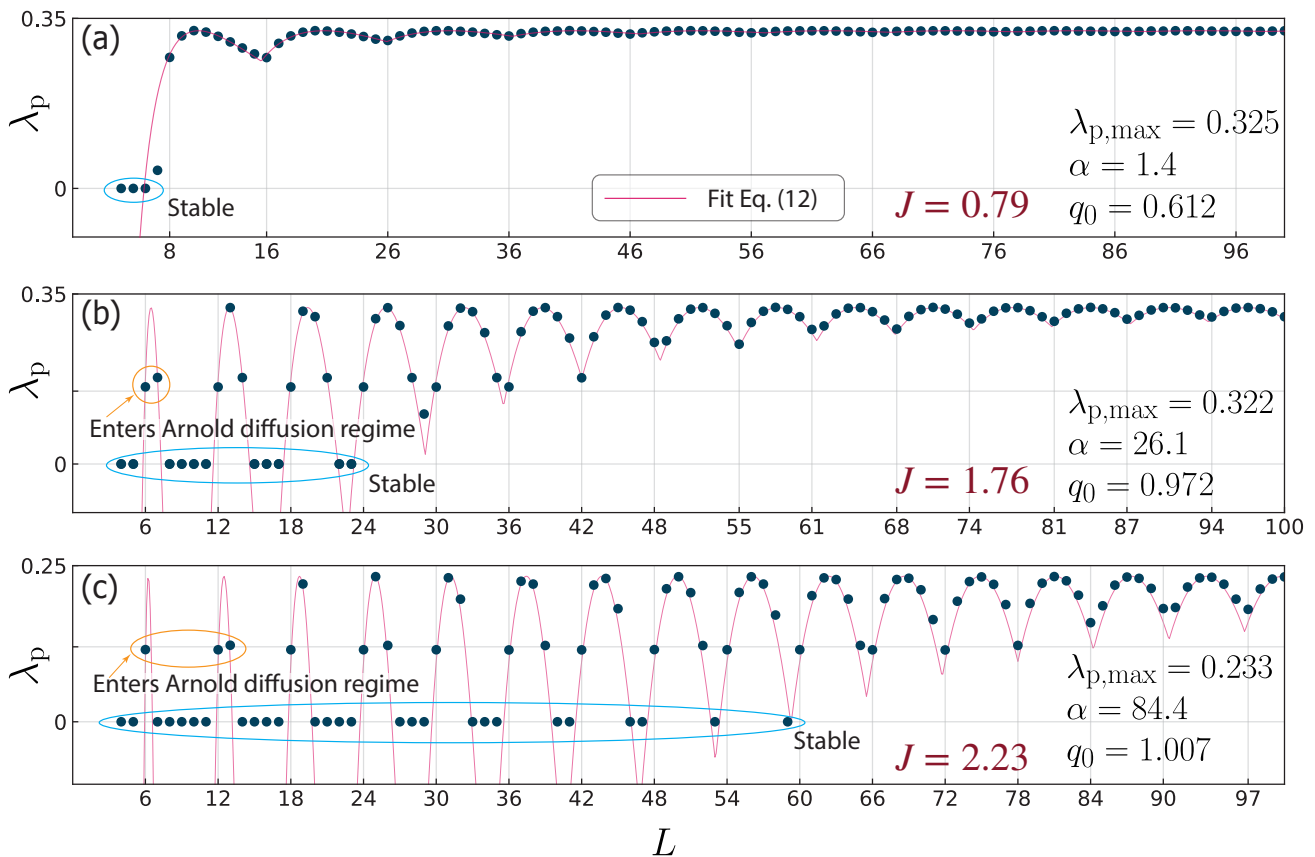 (a)
0.35
0
λp
Stable
Fit Eq. (12)
J = 0.79
λp,max = 0.325
α = 1.4
q0 = 0.612
8 16 26 36 46 56 66 76 86 96
(b)
0.35
0
λp
Enters Arnold diffusion regime
Stable
J = 1.76
λp,max = 0.322
α = 26.1
q0 = 0.972
6 12 18 24 30 36 42 48 55 61 68 74 81 87 94 100
(c)
0.25
0
λp
Enters Arnold diffusion regime
Stable
J = 2.23
λp,max = 0.233
α = 84.4
q0 = 1.007
6 12 18 24 30 36 42 48 54 60 66 72 78 84 90 97
L